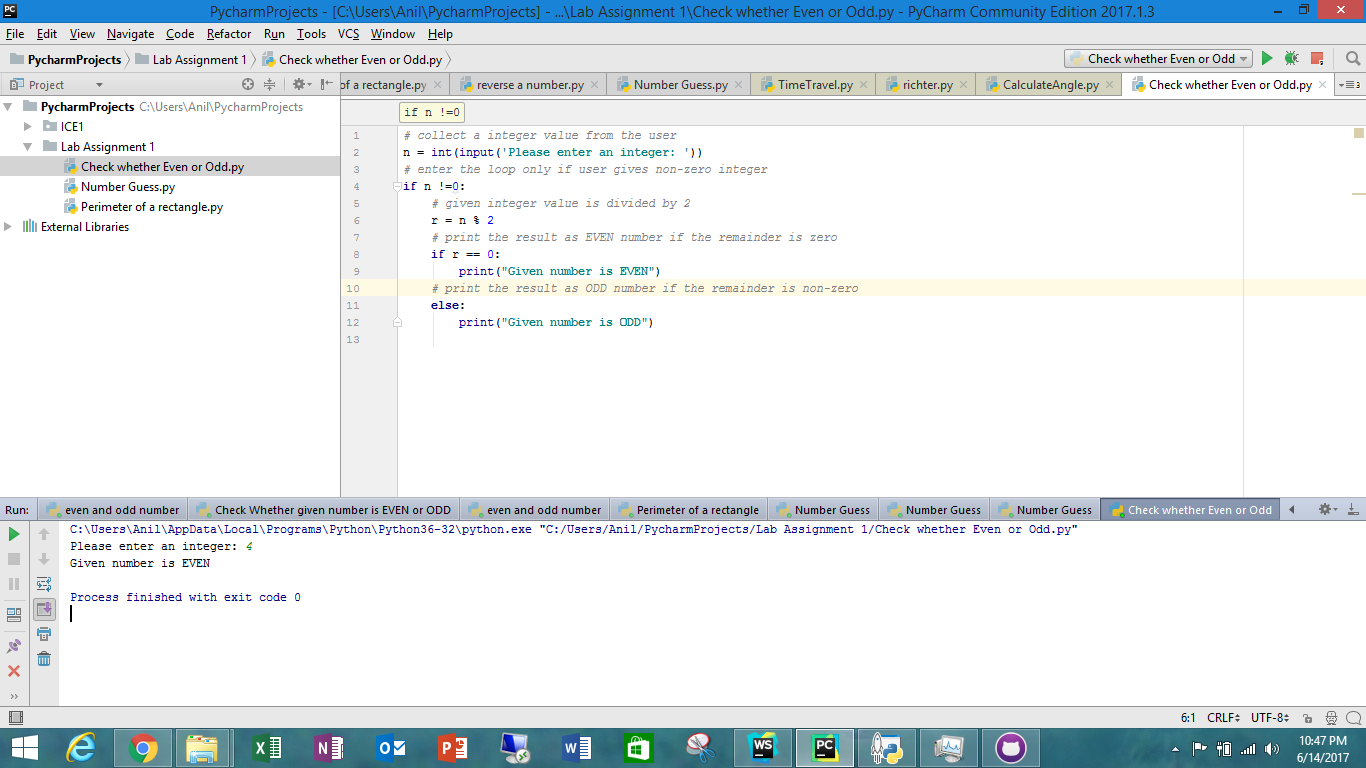 PycharmProjects - [C:\Users\Anil\PycharmProjects] - ...\Lab Assignment 1\Check whether Even or Odd.py - PyCharm Community Edition 2017.1.3
File Edit View Navigate Code Refactor Run Tools VCS Window Help
PycharmProjects Lab Assignment 1 Check whether Even or Odd.py
Check whether Even or Odd
Project
of a rectangle.py reverse a number.py Number Guess.py TimeTravel.py richter.py CalculateAngle.py Check whether Even or Odd.py
PycharmProjects C:\Users\Anil\PycharmProjects
ICE1
Lab Assignment 1
Check whether Even or Odd.py
Number Guess.py
Perimeter of a rectangle.py
External Libraries
if n !=0
1 # collect a integer value from the user
2 n = int(input('Please enter an integer: '))
3 # enter the loop only if user gives non-zero integer
4 if n !=0:
5 # given integer value is divided by 2
6 r = n % 2
7 # print the result as EVEN number if the remainder is zero
8 if r == 0:
9 print("Given number is EVEN")
10 # print the result as ODD number if the remainder is non-zero
11 else:
12 print("Given number is ODD")
13
Run: even and odd number Check Whether given number is EVEN or ODD even and odd number Perimeter of a rectangle Number Guess Number Guess Number Guess Check whether Even or Odd
C:\Users\Anil\AppData\Local\Programs\Python\Python36-32\python.exe "C:/Users/Anil/PycharmProjects/Lab Assignment 1/Check whether Even or Odd.py"
Please enter an integer: 4
Given number is EVEN
Process finished with exit code 0
6:1 CRLF UTF-8
WS
PC
10:47 PM
6/14/2017